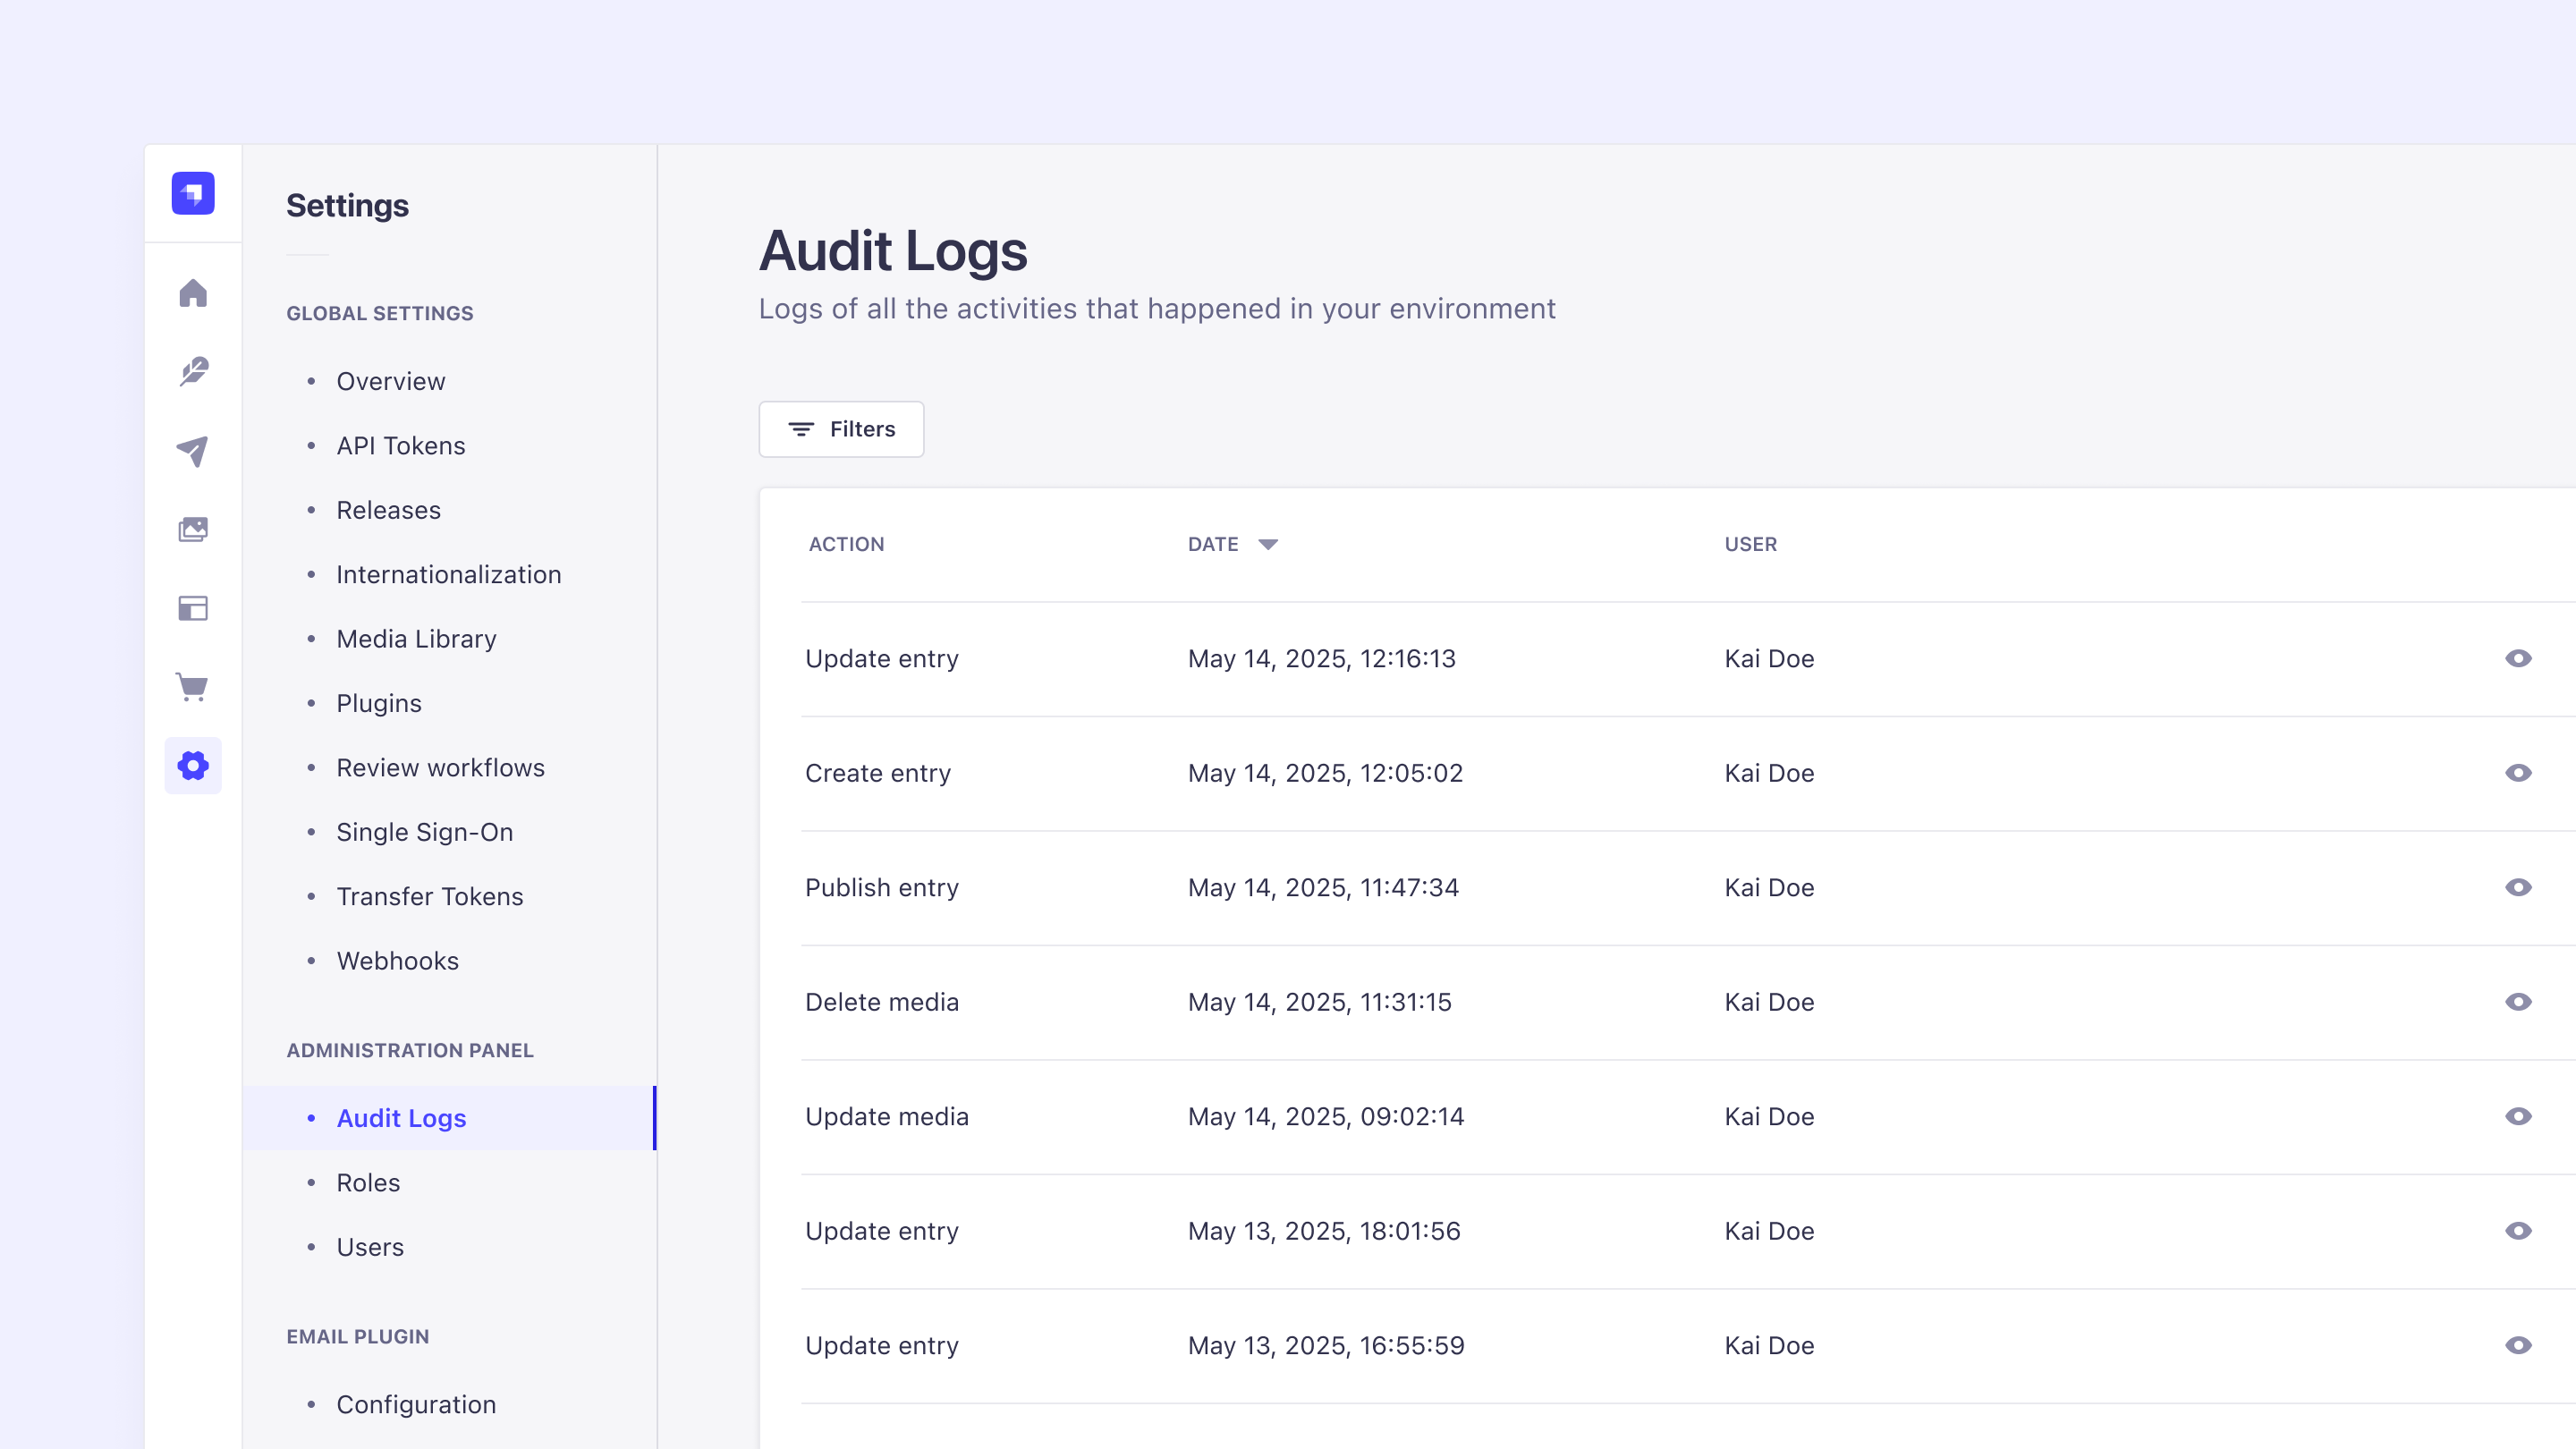 Settings
GLOBAL SETTINGS
Overview
API Tokens
Releases
Internationalization
Media Library
Plugins
Review workflows
Single Sign-On
Transfer Tokens
Webhooks
ADMINISTRATION PANEL
Audit Logs
Roles
Users
EMAIL PLUGIN
Configuration
Audit Logs
Logs of all the activities that happened in your environment
Filters
ACTION DATE USER
Update entry May 14, 2025, 12:16:13 Kai Doe
Create entry May 14, 2025, 12:05:02 Kai Doe
Publish entry May 14, 2025, 11:47:34 Kai Doe
Delete media May 14, 2025, 11:31:15 Kai Doe
Update media May 14, 2025, 09:02:14 Kai Doe
Update entry May 13, 2025, 18:01:56 Kai Doe
Update entry May 13, 2025, 16:55:59 Kai Doe